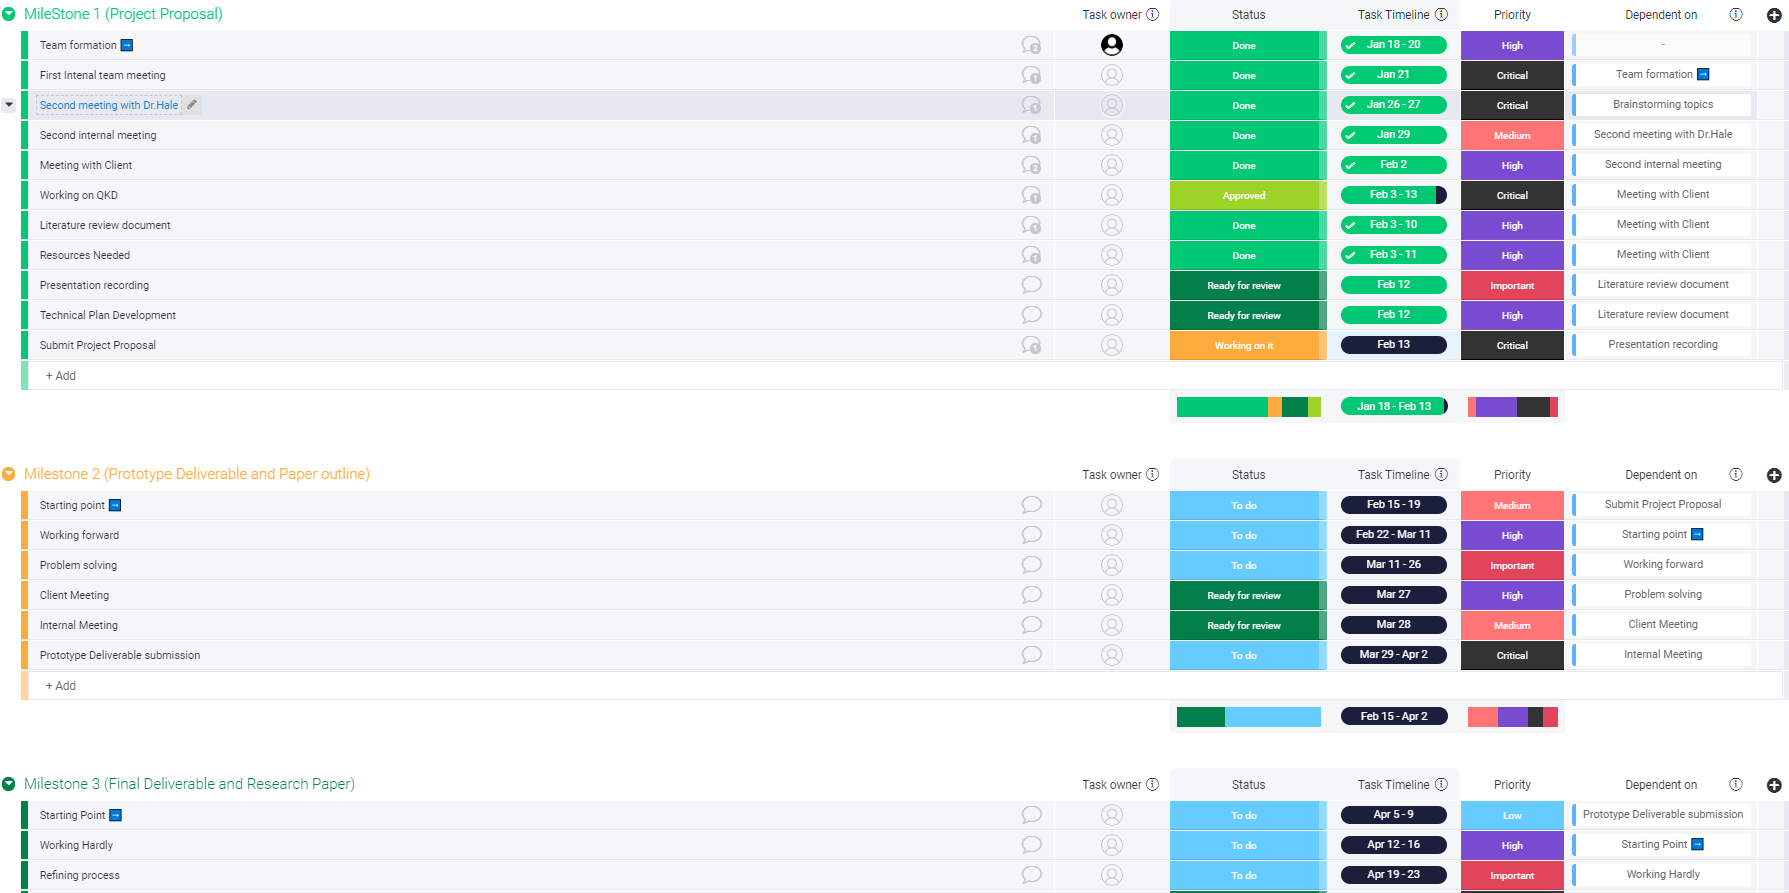 MileStone 1 (Project Proposal) Task owner Status Task Timeline Priority Dependent on
Team formation 2 Done Jan 18 - 20 High -
First Intenal team meeting 1 Done Jan 21 Critical Team formation
Second meeting with Dr.Hale 1 Done Jan 26 - 27 Critical Brainstorming topics
Second internal meeting 1 Done Jan 29 Medium Second meeting with Dr.Hale
Meeting with Client 2 Done Feb 2 High Second internal meeting
Working on QKD 1 Approved Feb 3 - 13 Critical Meeting with Client
Literature review document 1 Done Feb 3 - 10 High Meeting with Client
Resources Needed 1 Done Feb 3 - 11 High Meeting with Client
Presentation recording Ready for review Feb 12 Important Literature review document
Technical Plan Development Ready for review Feb 12 High Literature review document
Submit Project Proposal 1 Working on it Feb 13 Critical Presentation recording
+ Add
Jan 18 - Feb 13
Milestone 2 (Prototype Deliverable and Paper outline) Task owner Status Task Timeline Priority Dependent on
Starting point To do Feb 15 - 19 Medium Submit Project Proposal
Working forward To do Feb 22 - Mar 11 High Starting point
Problem solving To do Mar 11 - 26 Important Working forward
Client Meeting Ready for review Mar 27 High Problem solving
Internal Meeting Ready for review Mar 28 Medium Client Meeting
Prototype Deliverable submission To do Mar 29 - Apr 2 Critical Internal Meeting
+ Add
Feb 15 - Apr 2
Milestone 3 (Final Deliverable and Research Paper) Task owner Status Task Timeline Priority Dependent on
Starting Point To do Apr 5 - 9 Low Prototype Deliverable submission
Working Hardly To do Apr 12 - 16 High Starting Point
Refining process To do Apr 19 - 23 Important Working Hardly